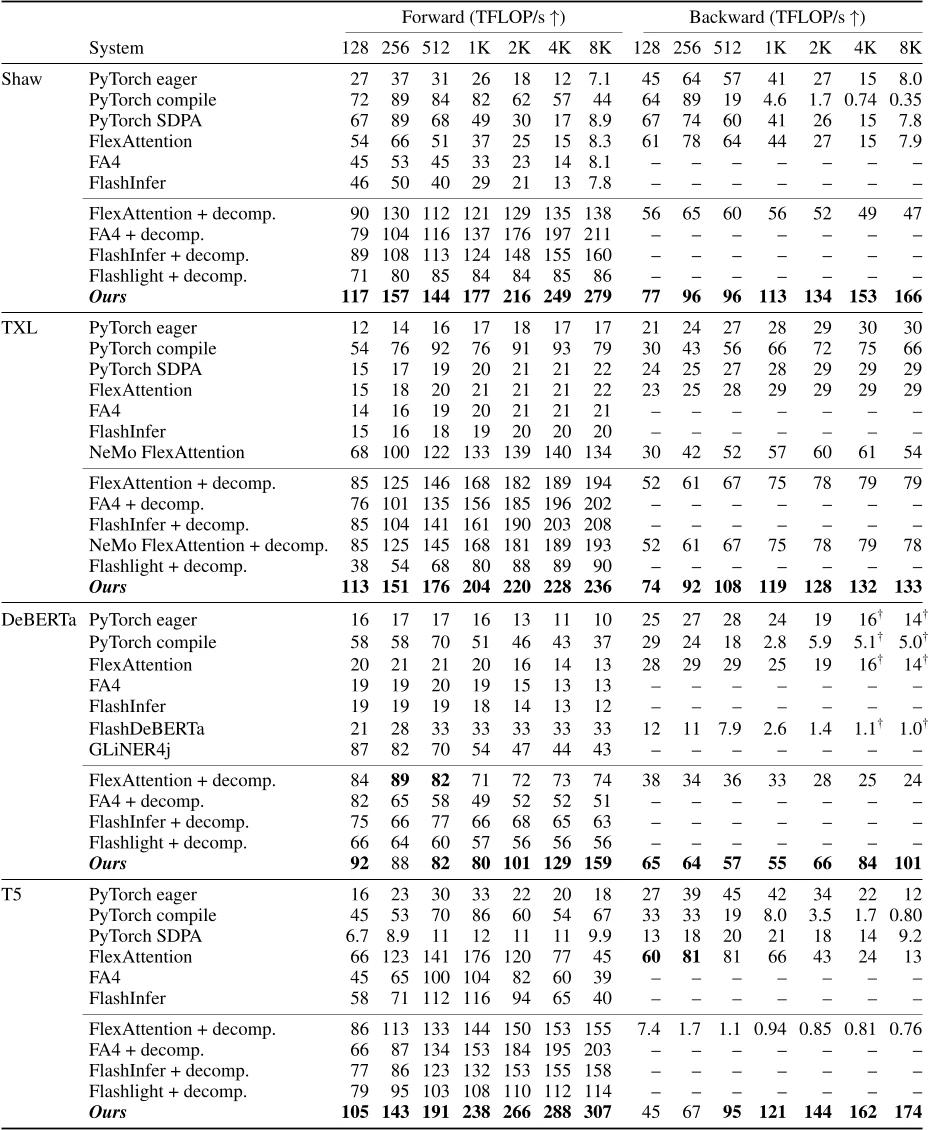 Forward (TFLOP/s ↑) Backward (TFLOP/s ↑)
System 128 256 512 1K 2K 4K 8K 128 256 512 1K 2K 4K 8K
Shaw PyTorch eager 27 37 31 26 18 12 7.1 45 64 57 41 27 15 8.0
PyTorch compile 72 89 84 82 62 57 44 64 89 19 4.6 1.7 0.74 0.35
PyTorch SDPA 67 89 68 49 30 17 8.9 67 74 60 41 26 15 7.8
FlexAttention 54 66 51 37 25 15 8.3 61 78 64 44 27 15 7.9
FA4 45 53 45 33 23 14 8.1 – – – – – – –
FlashInfer 46 50 40 29 21 13 7.8 – – – – – – –
FlexAttention + decomp. 90 130 112 121 129 135 138 56 65 60 56 52 49 47
FA4 + decomp. 79 104 116 137 176 197 211 – – – – – – –
FlashInfer + decomp. 89 108 113 124 148 155 160 – – – – – – –
Flashlight + decomp. 71 80 85 84 84 85 86 – – – – – – –
Ours 117 157 144 177 216 249 279 77 96 96 113 134 153 166
TXL PyTorch eager 12 14 16 17 18 17 17 21 24 27 28 29 30 30
PyTorch compile 54 76 92 76 91 93 79 30 43 56 66 72 75 66
PyTorch SDPA 15 17 19 20 21 21 22 24 25 27 28 29 29 29
FlexAttention 15 18 20 21 21 21 22 23 25 28 29 29 29 29
FA4 14 16 19 20 21 21 21 – – – – – – –
FlashInfer 15 16 18 19 20 20 20 – – – – – – –
NeMo FlexAttention 68 100 122 133 139 140 134 30 42 52 57 60 61 54
FlexAttention + decomp. 85 125 146 168 182 189 194 52 61 67 75 78 79 79
FA4 + decomp. 76 101 135 156 185 196 202 – – – – – – –
FlashInfer + decomp. 85 104 141 161 190 203 208 – – – – – – –
NeMo FlexAttention + decomp. 85 125 145 168 181 189 193 52 61 67 75 78 79 78
Flashlight + decomp. 38 54 68 80 88 89 90 – – – – – – –
Ours 113 151 176 204 220 228 236 74 92 108 119 128 132 133
DeBERTa PyTorch eager 16 17 17 16 13 11 10 25 27 28 24 19 16† 14†
PyTorch compile 58 58 70 51 46 43 37 29 24 18 2.8 5.9 5.1† 5.0†
FlexAttention 20 21 21 20 16 14 13 28 29 29 25 19 16† 14†
FA4 19 19 20 19 15 13 13 – – – – – – –
FlashInfer 19 19 19 18 14 13 12 – – – – – – –
FlashDeBERTa 21 28 33 33 33 33 33 12 11 7.9 2.6 1.4 1.1† 1.0†
GLiNER4j 87 82 70 54 47 44 43 – – – – – – –
FlexAttention + decomp. 84 89 82 71 72 73 74 38 34 36 33 28 25 24
FA4 + decomp. 82 65 58 49 52 52 51 – – – – – – –
FlashInfer + decomp. 75 66 77 66 68 65 63 – – – – – – –
Flashlight + decomp. 66 64 60 57 56 56 56 – – – – – – –
Ours 92 88 82 80 101 129 159 65 64 57 55 66 84 101
T5 PyTorch eager 16 23 30 33 22 20 18 27 39 45 42 34 22 12
PyTorch compile 45 53 70 86 60 54 67 33 33 19 8.0 3.5 1.7 0.80
PyTorch SDPA 6.7 8.9 11 12 11 11 9.9 13 18 20 21 18 14 9.2
FlexAttention 66 123 141 176 120 77 45 60 81 81 66 43 24 13
FA4 45 65 100 104 82 60 39 – – – – – – –
FlashInfer 58 71 112 116 94 65 40 – – – – – – –
FlexAttention + decomp. 86 113 133 144 150 153 155 7.4 1.7 1.1 0.94 0.85 0.81 0.76
FA4 + decomp. 66 87 134 153 184 195 203 – – – – – – –
FlashInfer + decomp. 77 86 123 132 153 155 158 – – – – – – –
Flashlight + decomp. 79 95 103 108 110 112 114 – – – – – – –
Ours 105 143 191 238 266 288 307 45 67 95 121 144 162 174